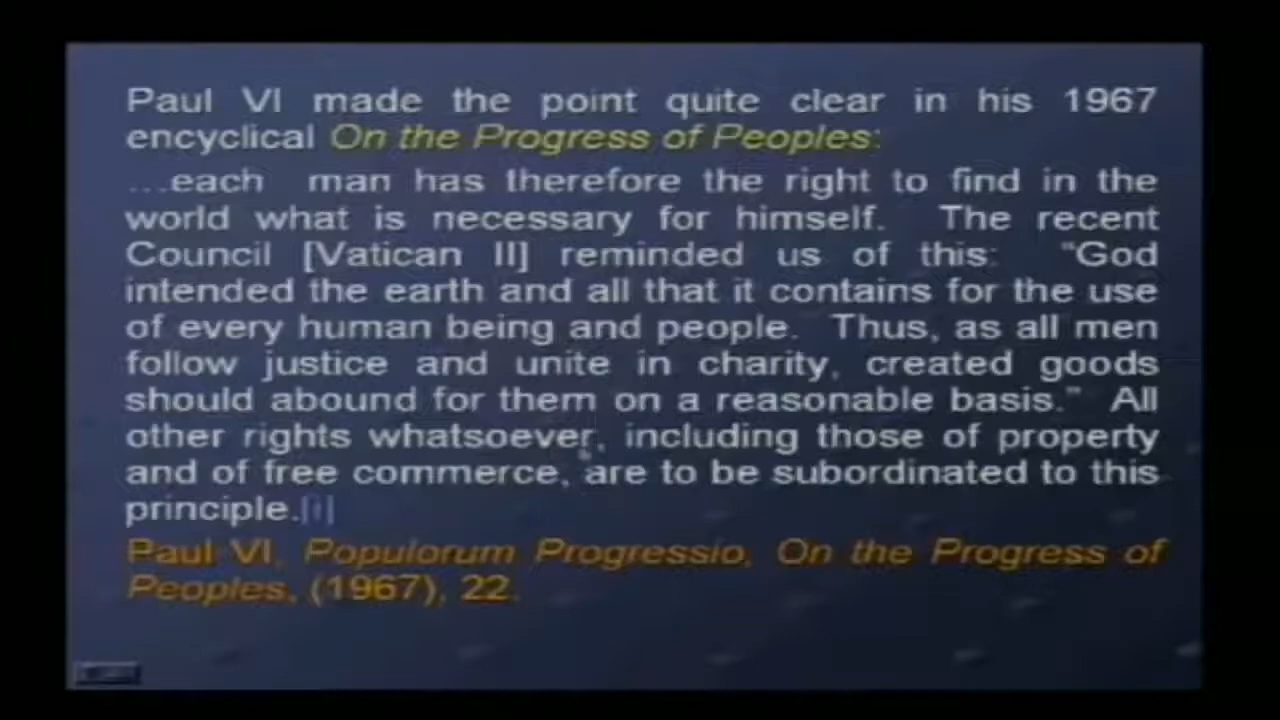 Paul VI made the point quite clear in his 1967
encyclical On the Progress of Peoples:
...each man has therefore the right to find in the
world what is necessary for himself. The recent
Council [Vatican II] reminded us of this: "God
intended the earth and all that it contains for the use
of every human being and people. Thus, as all men
follow justice and unite in charity, created goods
should abound for them on a reasonable basis." All
other rights whatsoever, including those of property
and of free commerce, are to be subordinated to this
principle.[i]
Paul VI, Populorum Progressio, On the Progress of
Peoples, (1967), 22.